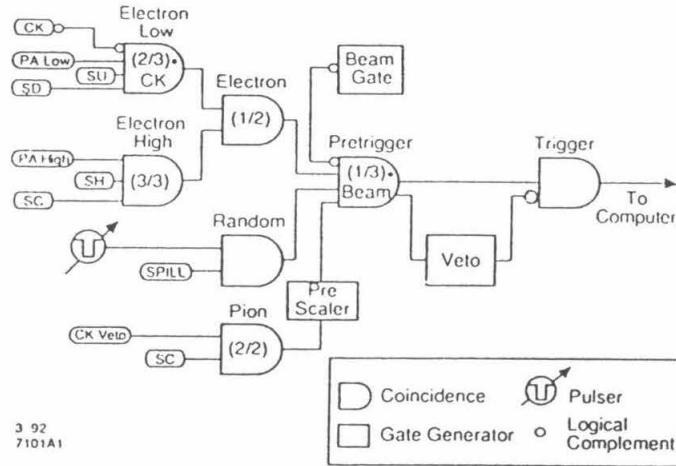 Electron
Low
CK
PA Low
SU
SD
(2/3)•
CK
Electron
(1/2)
Electron
High
PA High
SH
SC
(3/3)
Beam
Gate
Pretrigger
(1/3)•
Beam
Trigger
To
Computer
Veto
Random
SPILL
Pre
Scaler
Pion
CK Veto
SC
(2/2)
Coincidence
Pulser
Gate Generator
Logical
Complement
3 92
7101A1